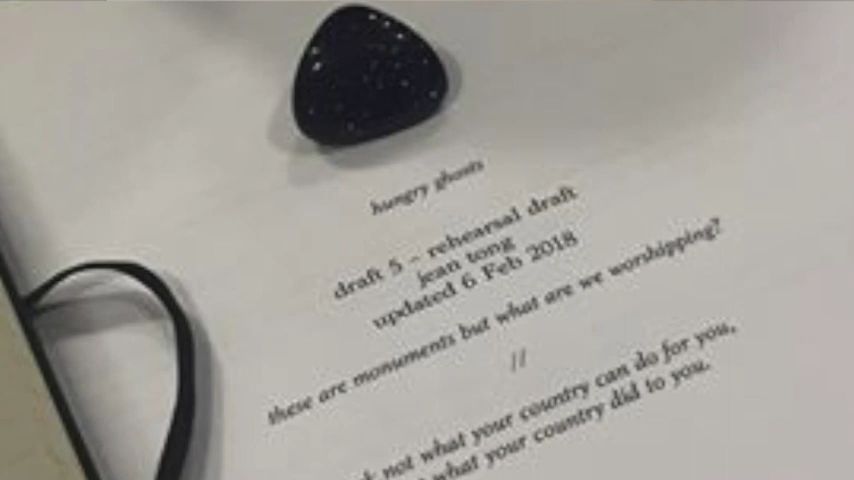 hungry ghosts
draft 5 – rehearsal draft
jean tong
updated 6 Feb 2018
these are monuments but what are we worshipping?
//
not what your country can do for you,
what your country did to you.